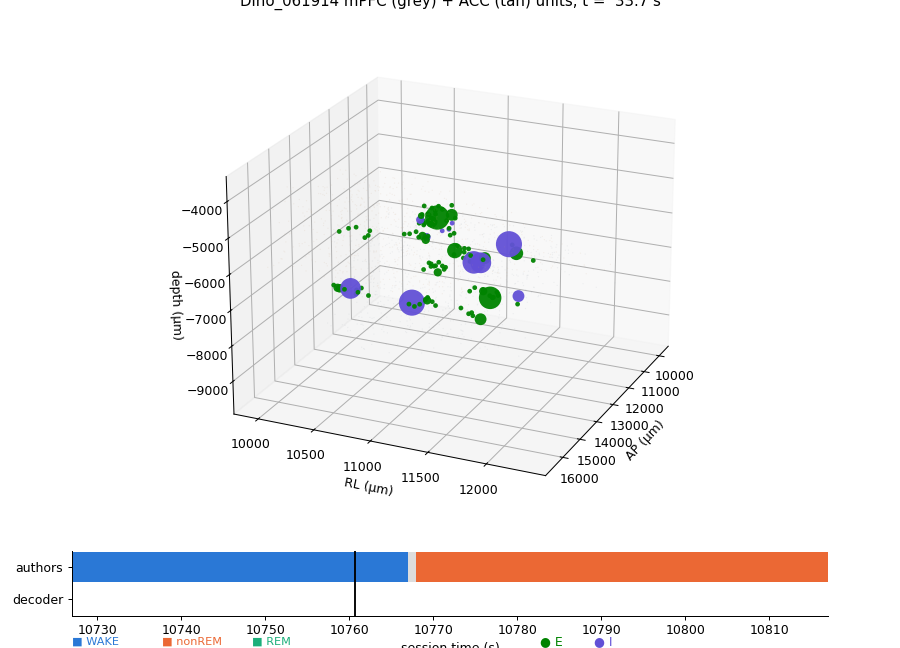 Dino_061914 mPFC (grey) + ACC (tan) units, t = 33.7 s
−4000
−5000
−6000
−7000
−8000
−9000
depth (μm)
10000
10500
11000
11500
12000
RL (μm)
10000
11000
12000
13000
14000
15000
16000
AP (μm)
authors
decoder
10730
10740
10750
10760
10770
10780
10790
10800
10810
session time (s)
WAKE
nonREM
REM
E
I